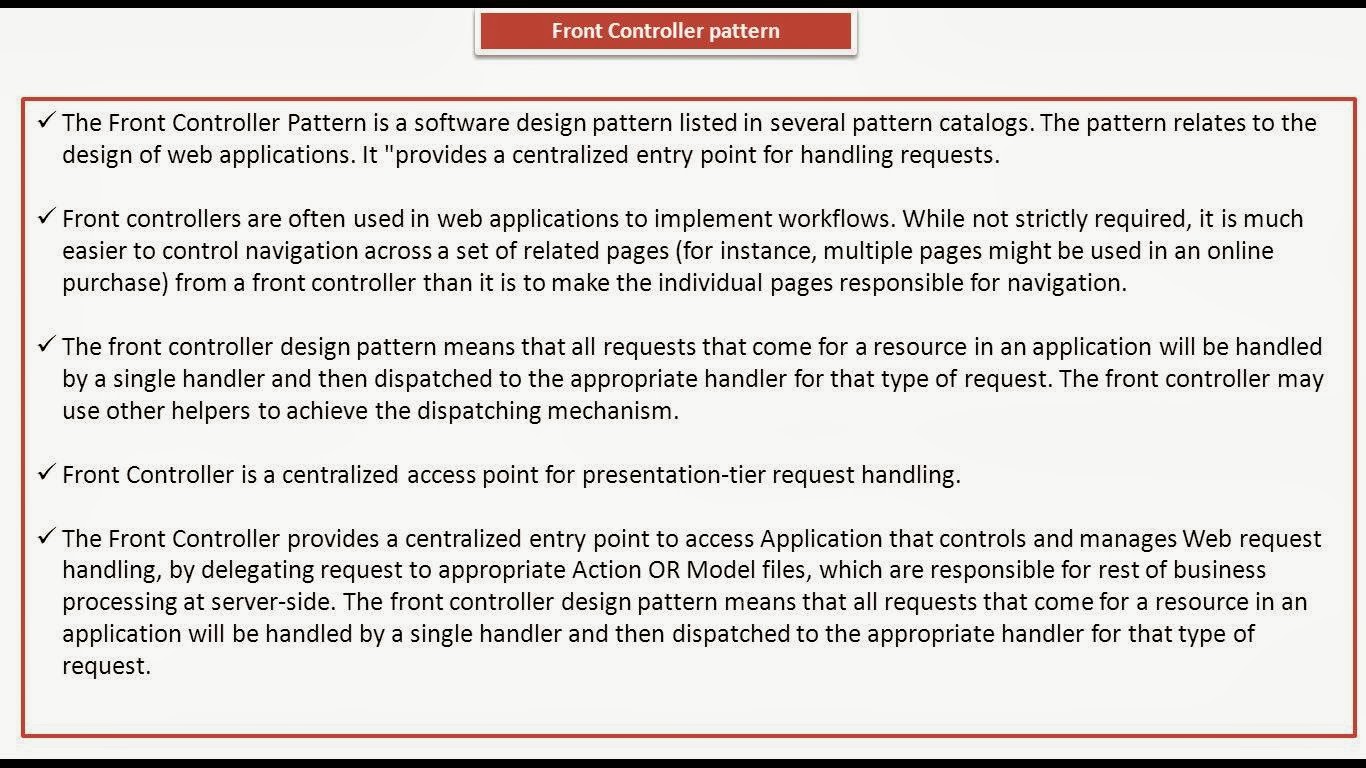 Front Controller pattern
✓ The Front Controller Pattern is a software design pattern listed in several pattern catalogs. The pattern relates to the
design of web applications. It "provides a centralized entry point for handling requests.
✓ Front controllers are often used in web applications to implement workflows. While not strictly required, it is much
easier to control navigation across a set of related pages (for instance, multiple pages might be used in an online
purchase) from a front controller than it is to make the individual pages responsible for navigation.
✓ The front controller design pattern means that all requests that come for a resource in an application will be handled
by a single handler and then dispatched to the appropriate handler for that type of request. The front controller may
use other helpers to achieve the dispatching mechanism.
✓ Front Controller is a centralized access point for presentation-tier request handling.
✓ The Front Controller provides a centralized entry point to access Application that controls and manages Web request
handling, by delegating request to appropriate Action OR Model files, which are responsible for rest of business
processing at server-side. The front controller design pattern means that all requests that come for a resource in an
application will be handled by a single handler and then dispatched to the appropriate handler for that type of
request.